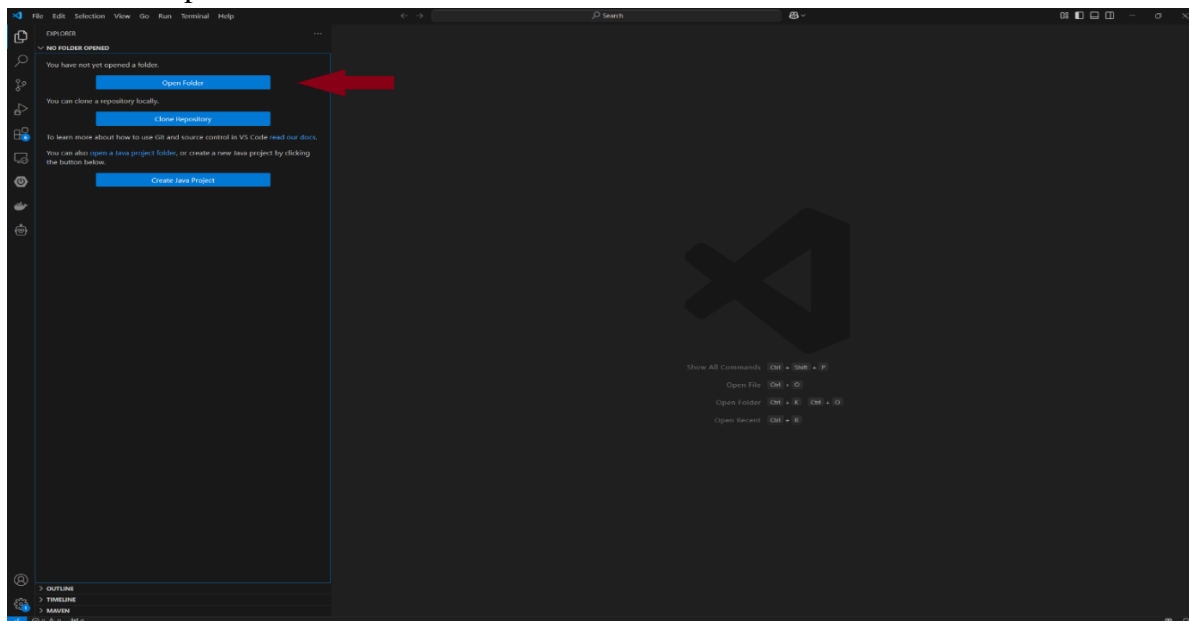 File Edit Selection View Go Run Terminal Help
Search
EXPLORER
NO FOLDER OPENED
You have not yet opened a folder.
Open Folder
You can clone a repository locally.
Clone Repository
To learn more about how to use Git and source control in VS Code read our docs.
You can also open a Java project folder, or create a new Java project by clicking
the button below.
Create Java Project
Show All Commands Ctrl + Shift + P
Open File Ctrl + O
Open Folder Ctrl + K Ctrl + O
Open Recent Ctrl + R
OUTLINE
TIMELINE
MAVEN